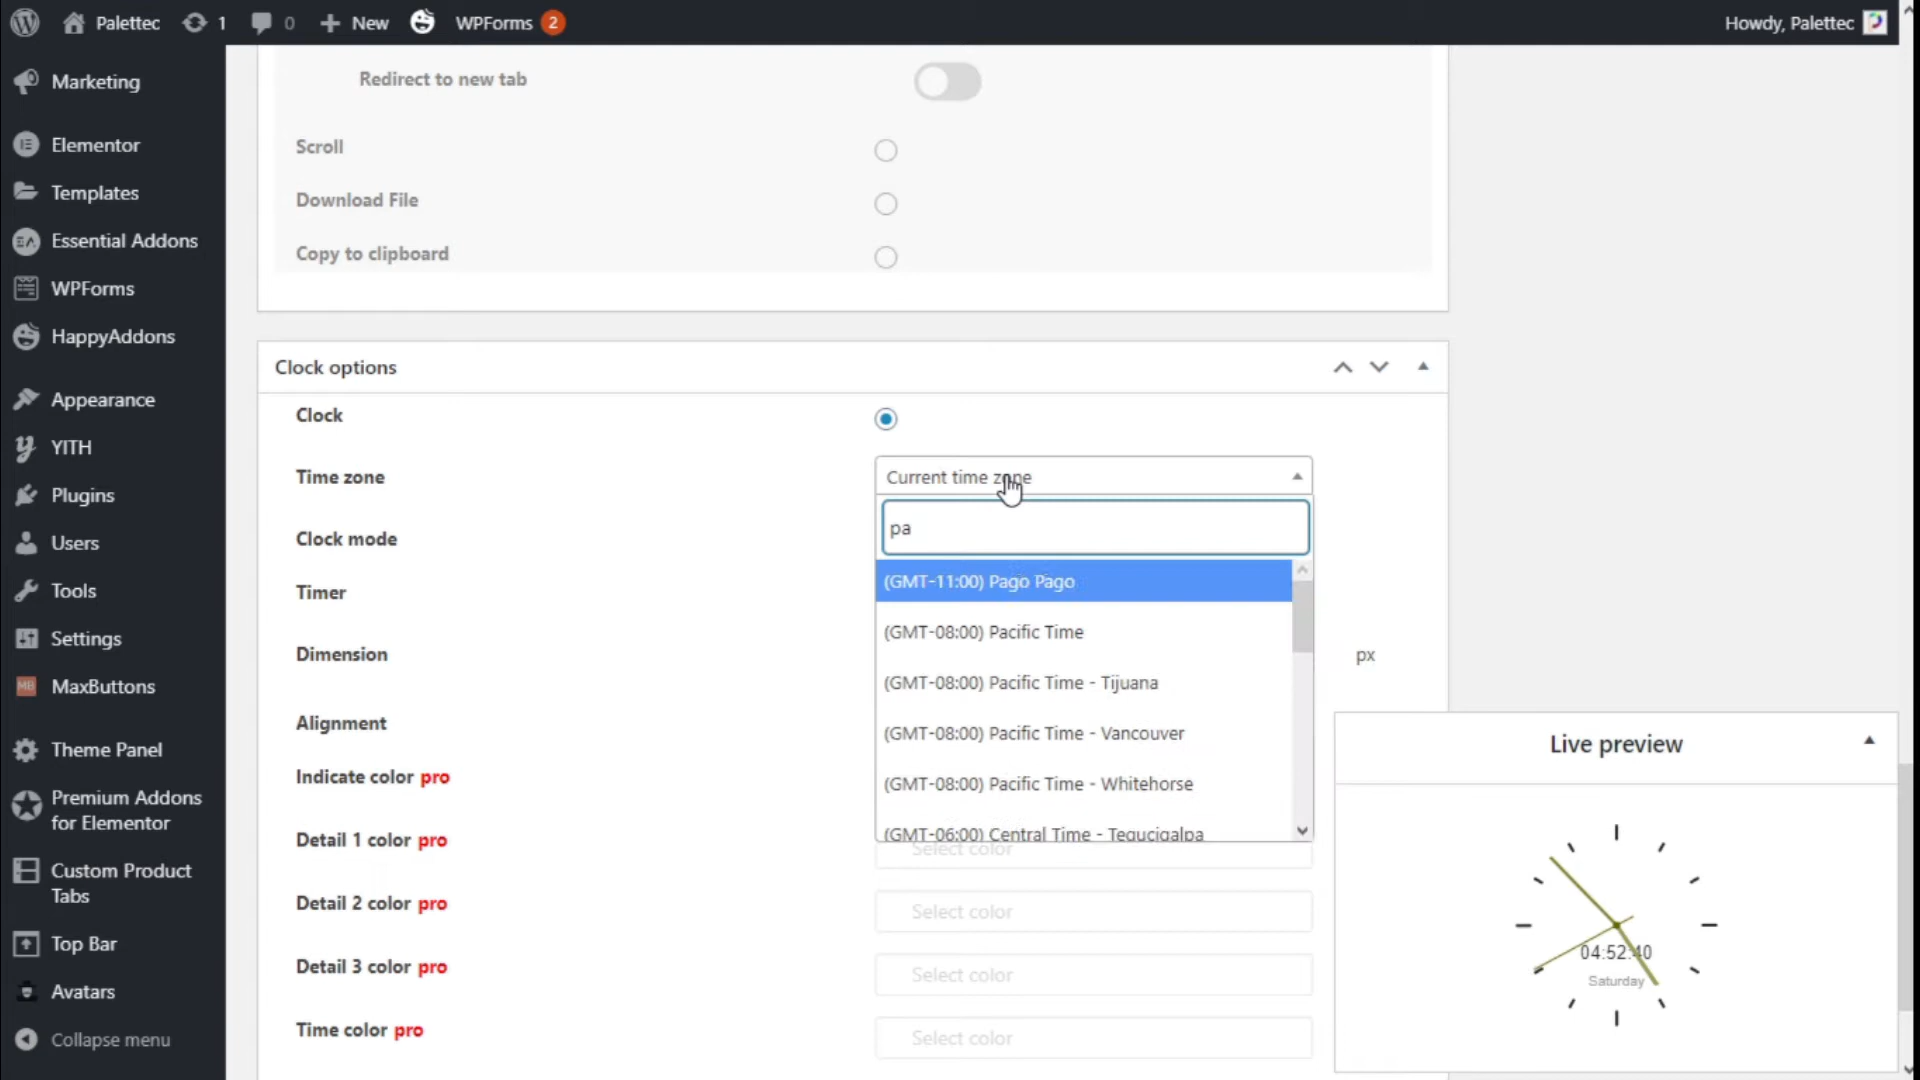 Palettec
1
0
New
WPForms 2
Howdy, Palettec
Marketing
Elementor
Templates
Essential Addons
WPForms
HappyAddons
Appearance
YITH
Plugins
Users
Tools
Settings
MB MaxButtons
Theme Panel
Premium Addons
for Elementor
Custom Product
Tabs
Top Bar
Avatars
Collapse menu
Redirect to new tab
Scroll
Download File
Copy to clipboard
Clock options
Clock
Time zone
Current time zone
pa
(GMT-11:00) Pago Pago
(GMT-08:00) Pacific Time
(GMT-08:00) Pacific Time - Tijuana
(GMT-08:00) Pacific Time - Vancouver
(GMT-08:00) Pacific Time - Whitehorse
(GMT-06:00) Central Time - Tegucigalpa
Clock mode
Timer
Dimension
px
Alignment
Indicate color pro
Detail 1 color pro
Select color
Detail 2 color pro
Select color
Detail 3 color pro
Select color
Time color pro
Select color
Live preview
04:52:40
Saturday